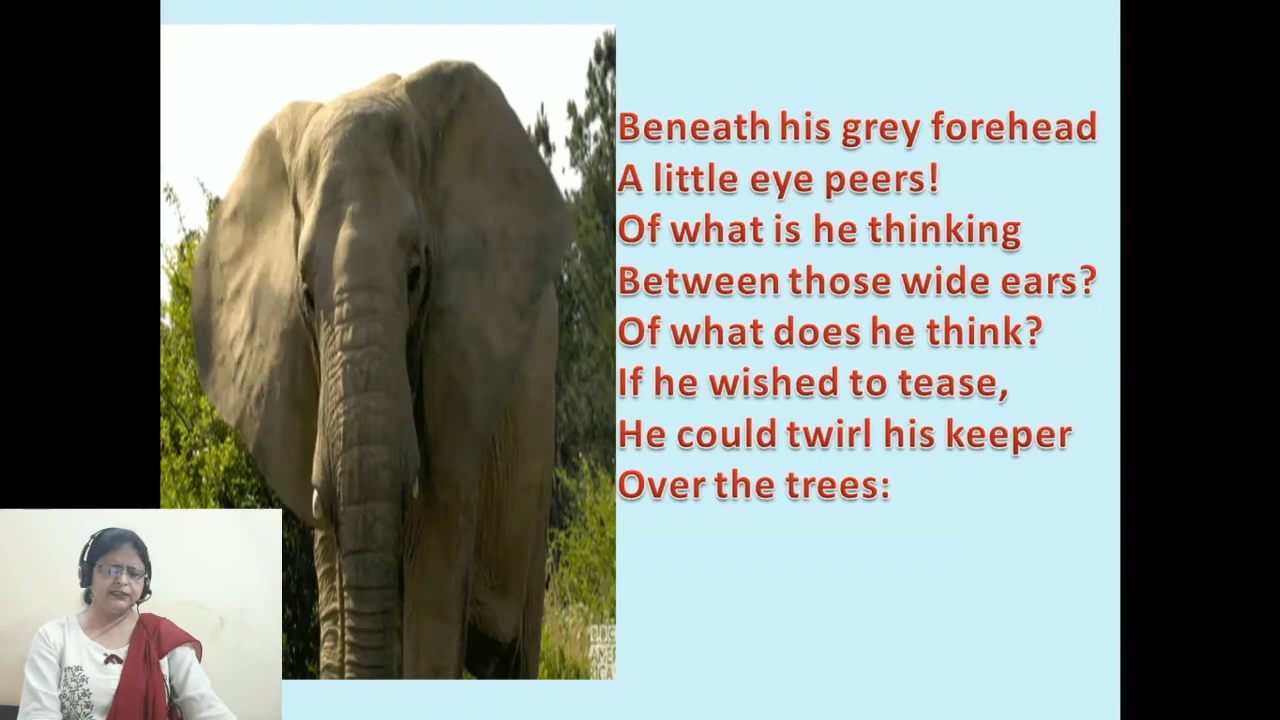 Beneath his grey forehead
A little eye peers!
Of what is he thinking
Between those wide ears?
Of what does he think?
If he wished to tease,
He could twirl his keeper
Over the trees:
BBC